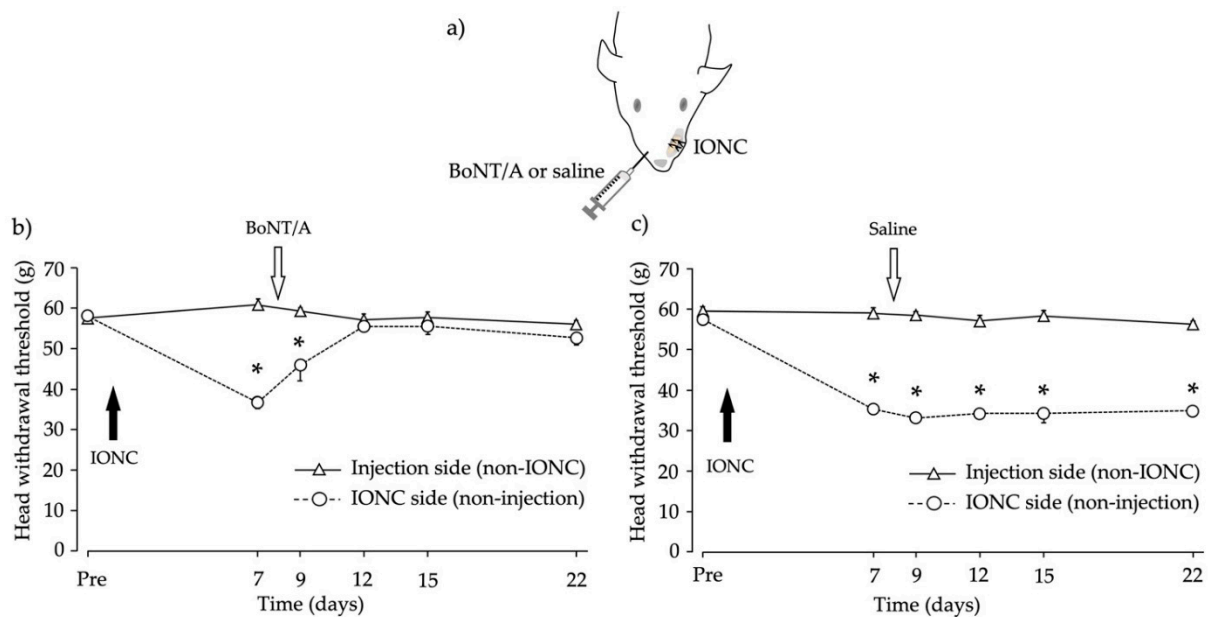 a)
IONC
BoNT/A or saline
b)
BoNT/A
Head withdrawal threshold (g)
70
60
50
40
30
20
10
0
*
*
IONC
Injection side (non-IONC)
IONC side (non-injection)
Pre
7
9
12
15
22
Time (days)
c)
Saline
Head withdrawal threshold (g)
70
60
50
40
30
20
10
0
*
*
*
*
*
IONC
Injection side (non-IONC)
IONC side (non-injection)
Pre
7
9
12
15
22
Time (days)